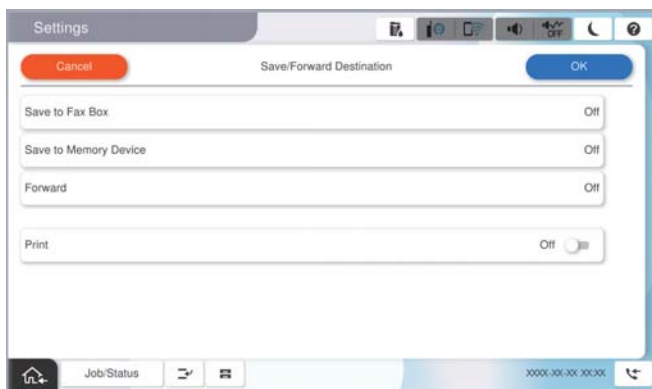 Settings
OFF
Cancel
Save/Forward Destination
OK
Save to Fax Box
Off
Save to Memory Device
Off
Forward
Off
Print
Off
Job/Status
XXXX-XX-XX XX:XX